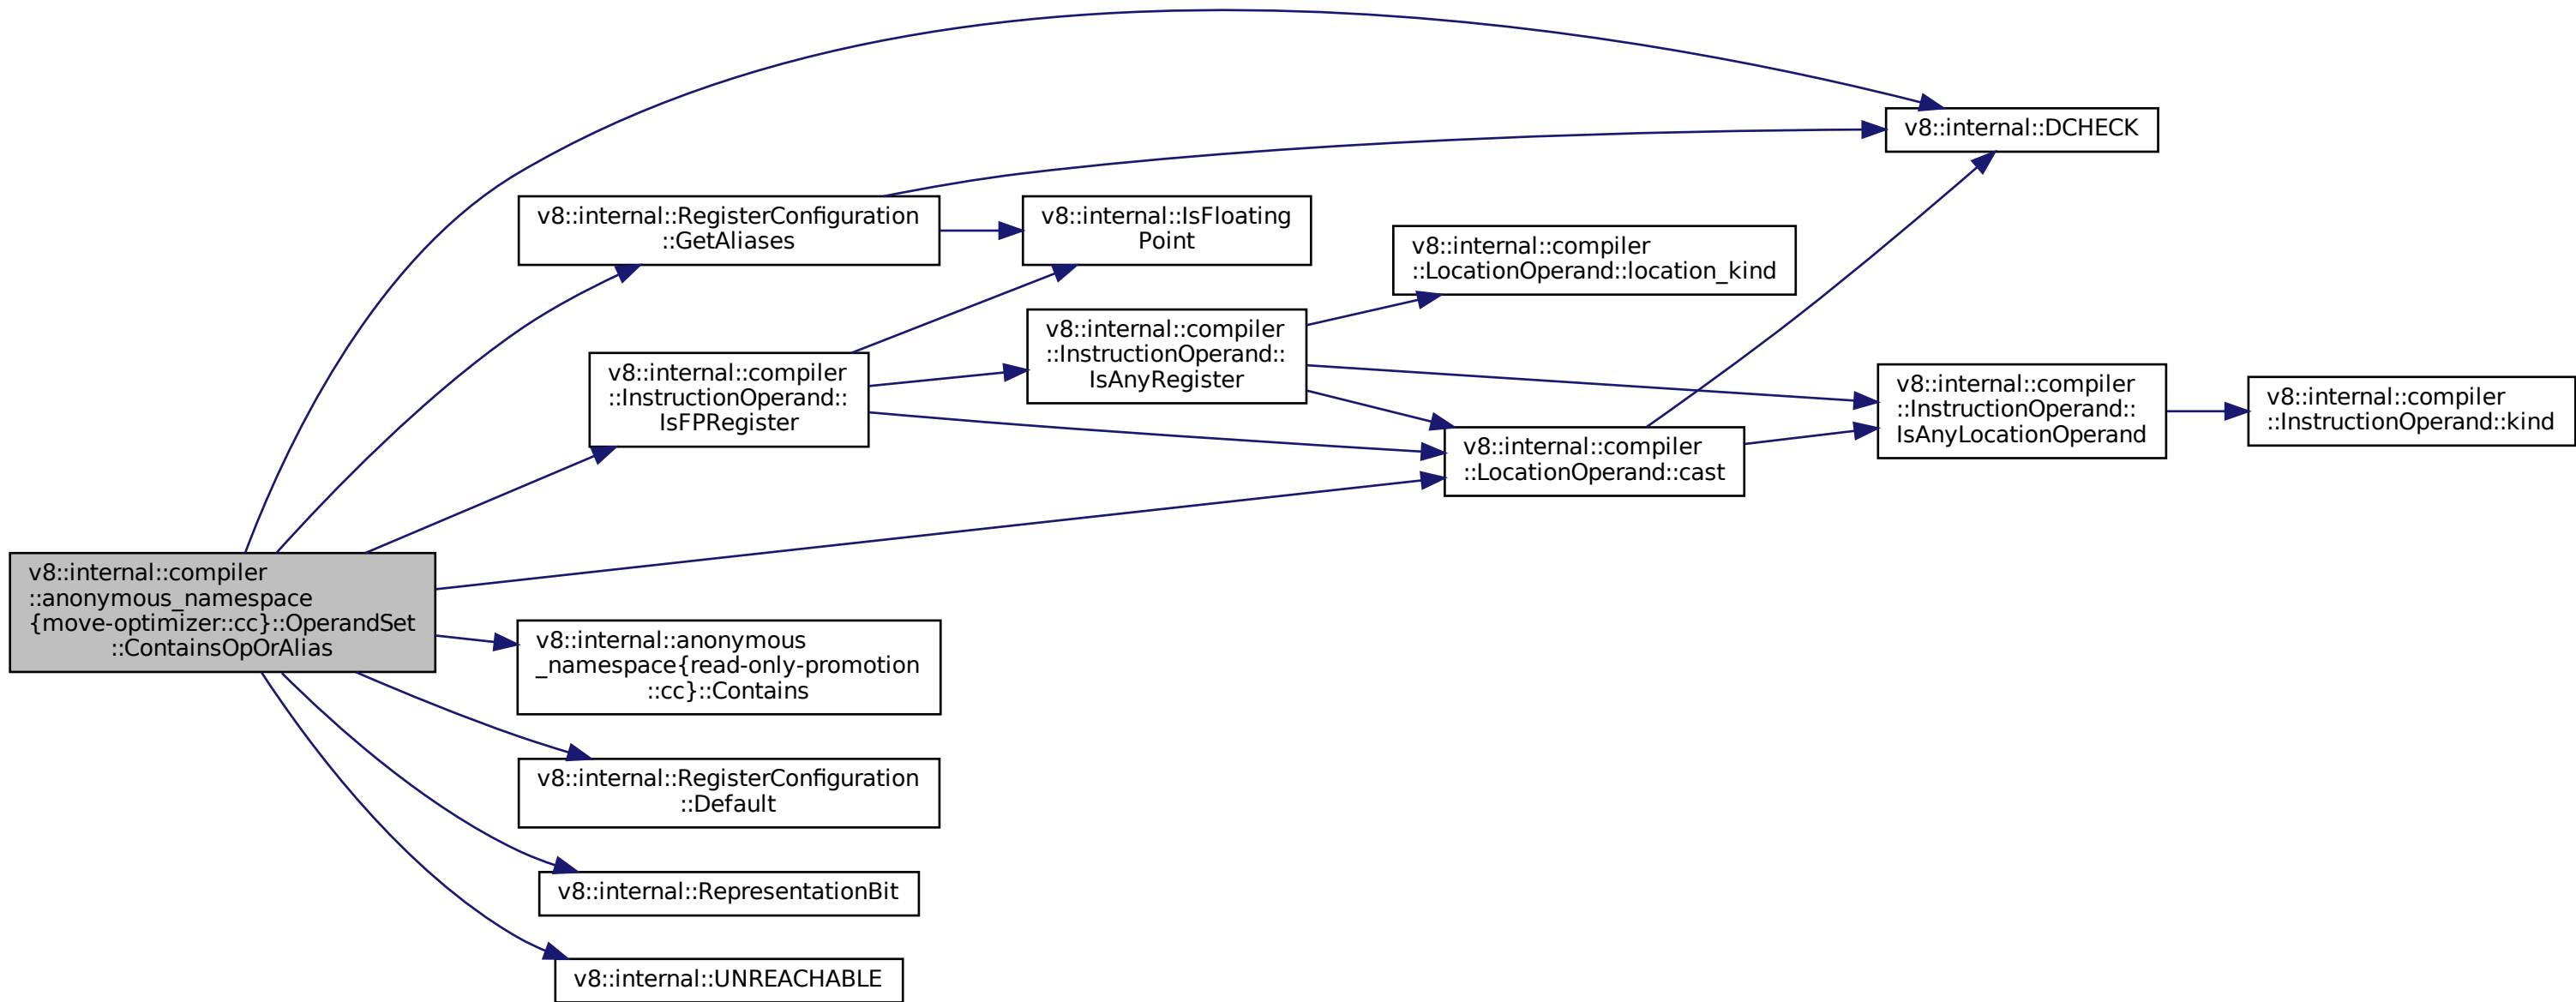 v8::internal::DCHECK
v8::internal::RegisterConfiguration
::GetAliases
v8::internal::IsFloating
Point
v8::internal::compiler
::LocationOperand::location_kind
v8::internal::compiler
::InstructionOperand::
IsAnyRegister
v8::internal::compiler
::InstructionOperand::
IsFPRegister
v8::internal::compiler
::InstructionOperand::
IsAnyLocationOperand
v8::internal::compiler
::InstructionOperand::kind
v8::internal::compiler
::LocationOperand::cast
v8::internal::compiler
::anonymous_namespace
{move-optimizer::cc}::OperandSet
::ContainsOpOrAlias
v8::internal::anonymous
_namespace{read-only-promotion
::cc}::Contains
v8::internal::RegisterConfiguration
::Default
v8::internal::RepresentationBit
v8::internal::UNREACHABLE